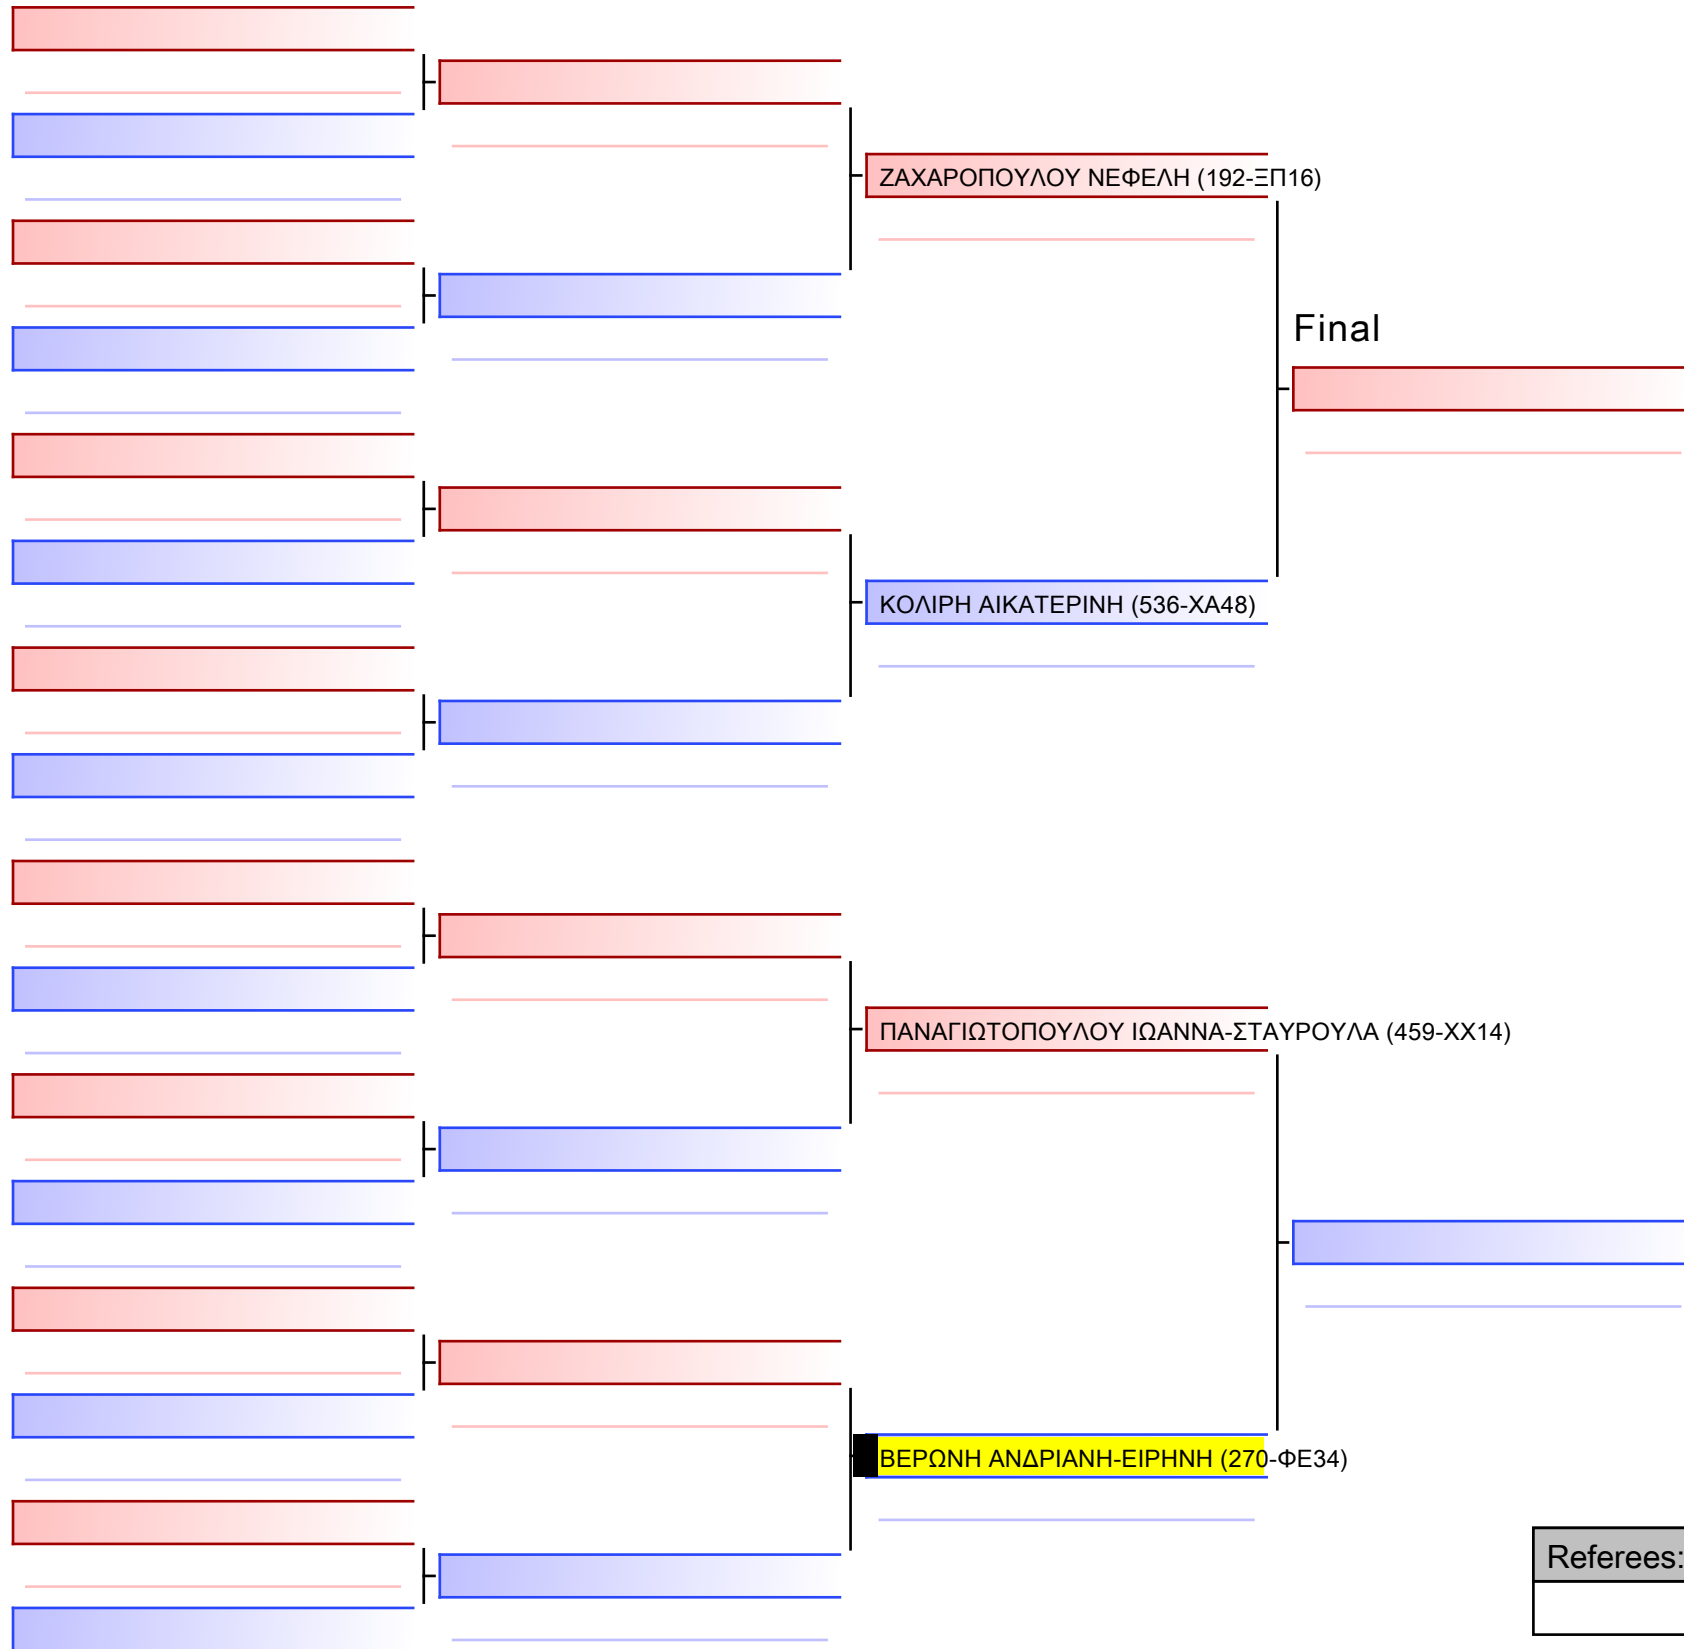 ΖΑΧΑΡΟΠΟΥΛΟΥ ΝΕΦΕΛΗ (192-ΞΠ16)
Final
ΚΟΛΙΡΗ ΑΙΚΑΤΕΡΙΝΗ (536-ΧΑ48)
ΠΑΝΑΓΙΩΤΟΠΟΥΛΟΥ ΙΩΑΝΝΑ-ΣΤΑΥΡΟΥΛΑ (459-ΧΧ14)
ΒΕΡΩΝΗ ΑΝΔΡΙΑΝΗ-ΕΙΡΗΝΗ (270-ΦΕ34)
Referees: